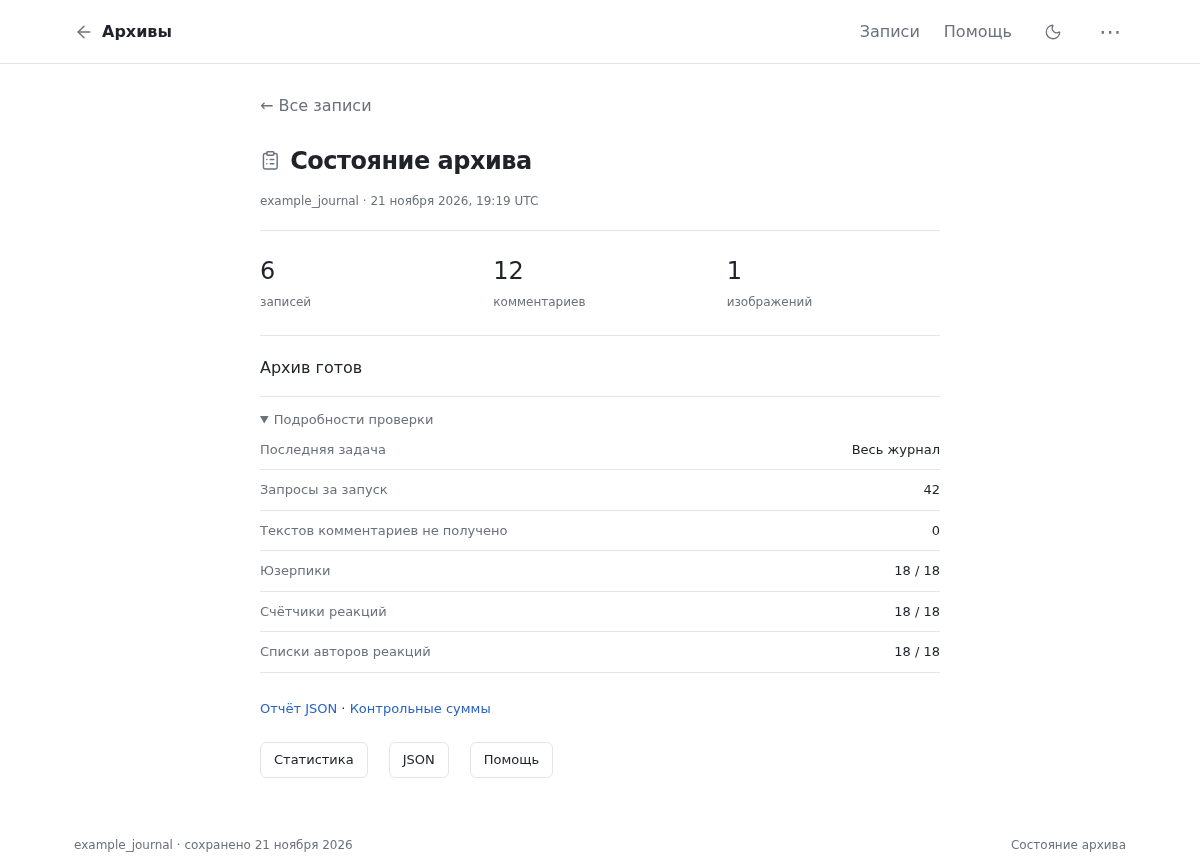 ← Архивы
Записи Помощь ···
← Все записи
Состояние архива
example_journal · 21 ноября 2026, 19:19 UTC
6 12 1
записей комментариев изображений
Архив готов
▼ Подробности проверки
Последняя задача Весь журнал
Запросы за запуск 42
Текстов комментариев не получено 0
Юзерпики 18 / 18
Счётчики реакций 18 / 18
Списки авторов реакций 18 / 18
Отчёт JSON · Контрольные суммы
Статистика JSON Помощь
example_journal · сохранено 21 ноября 2026 Состояние архива